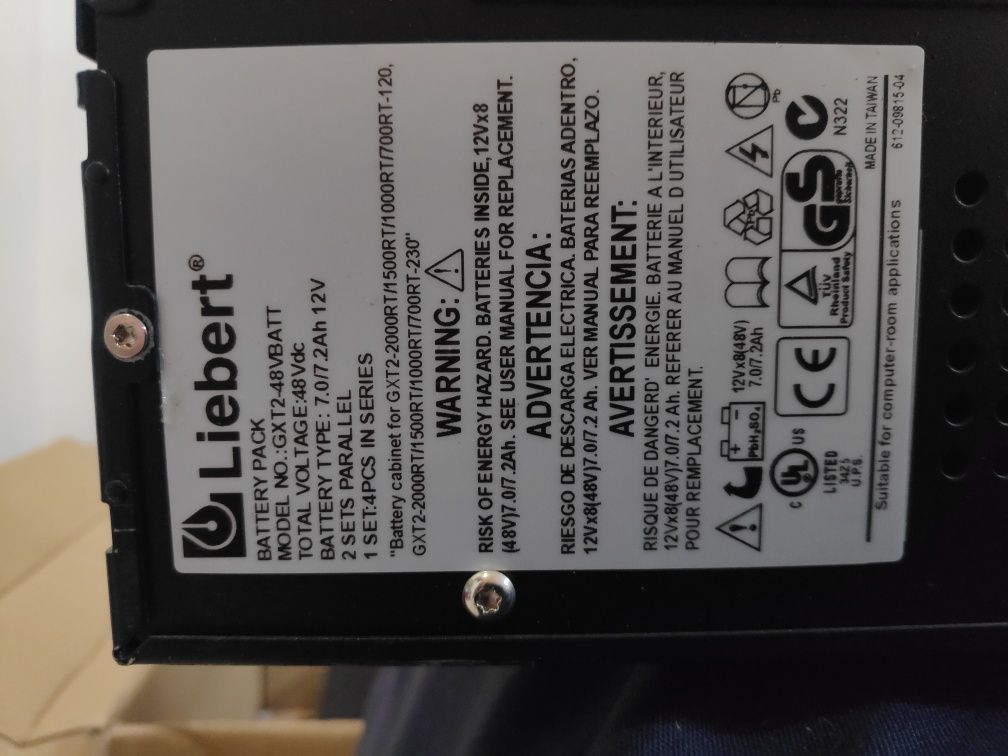 Liebert®
BATTERY PACK
MODEL NO.:GXT2-48VBATT
TOTAL VOLTAGE:48Vdc
BATTERY TYPE: 7.0/7.2Ah 12V
2 SETS PARALLEL
1 SET:4PCS IN SERIES
"Battery cabinet for GXT2-2000RT/1500RT/1000RT/700RT-120,
GXT2-2000RT/1500RT/1000RT/700RT-230"
WARNING:
RISK OF ENERGY HAZARD. BATTERIES INSIDE,12Vx8
(48V)7.0/7.2Ah. SEE USER MANUAL FOR REPLACEMENT.
ADVERTENCIA:
RIESGO DE DESCARGA ELECTRICA. BATERIAS ADENTRO,
12Vx8(48V)7.0/7.2 Ah. VER MANUAL PARA REEMPLAZO.
AVERTISSEMENT:
RISQUE DE DANGERD' ENERGIE. BATTERIE A L'INTERIEUR,
12Vx8(48V)7.0/7.2 Ah. REFERER AU MANUEL D UTILISATEUR
POUR REMPLACEMENT.
PbH₂SO₄
12Vx8(48V)
7.0/7.2Ah
Pb
Pb
C UL US
LISTED
34Z5
U.P.S.
CE
TÜV
Rheinland
Product Safety
GS
geprüfte
Sicherheit
N322
MADE IN TAIWAN
Suitable for computer-room applications
612-09815-04